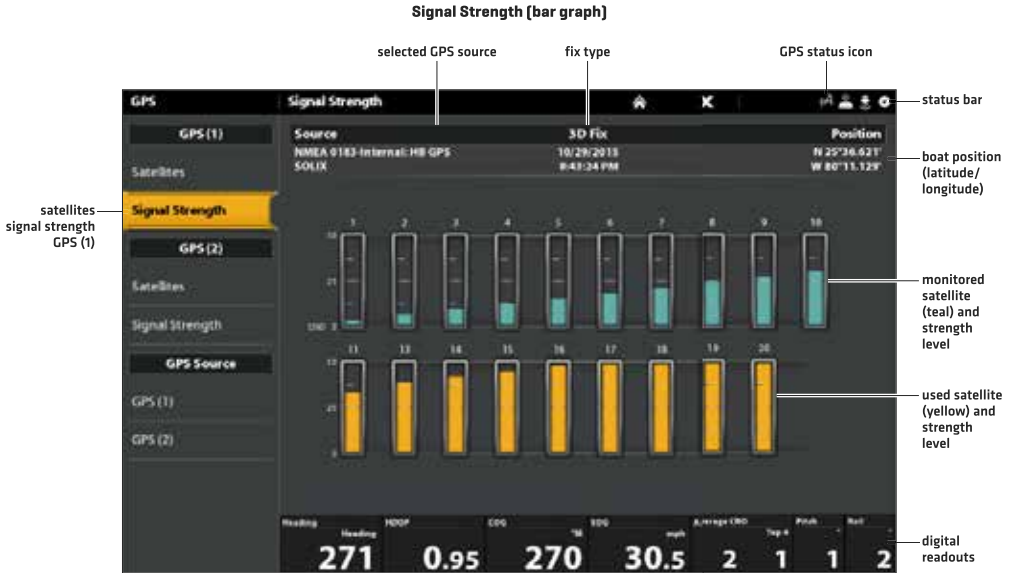 Signal Strength (bar graph)
selected GPS source
fix type
GPS status icon
GPS
Signal Strength
status bar
GPS (1)
Source
3D Fix
Position
NMEA 0183-Internal: HB GPS
10/29/2013
N 25°36.621'
SOLIX
8:43:24 PM
W 80°11.129'
boat position
(latitude/
longitude)
Satellites
Signal Strength
satellites
signal strength
GPS (1)
GPS (2)
Satellites
Signal Strength
GPS Source
GPS (1)
GPS (2)
1 2 3 4 5 6 7 8 9 10
monitored
satellite
(teal) and
strength
level
11 13 14 15 16 17 18 19 20
used satellite
(yellow) and
strength
level
Heading
HDOP
COG
SOG
Pitch
Roll
Heading
°M
mph
271
0.95
270
30.5
2
1
1
2
digital
readouts